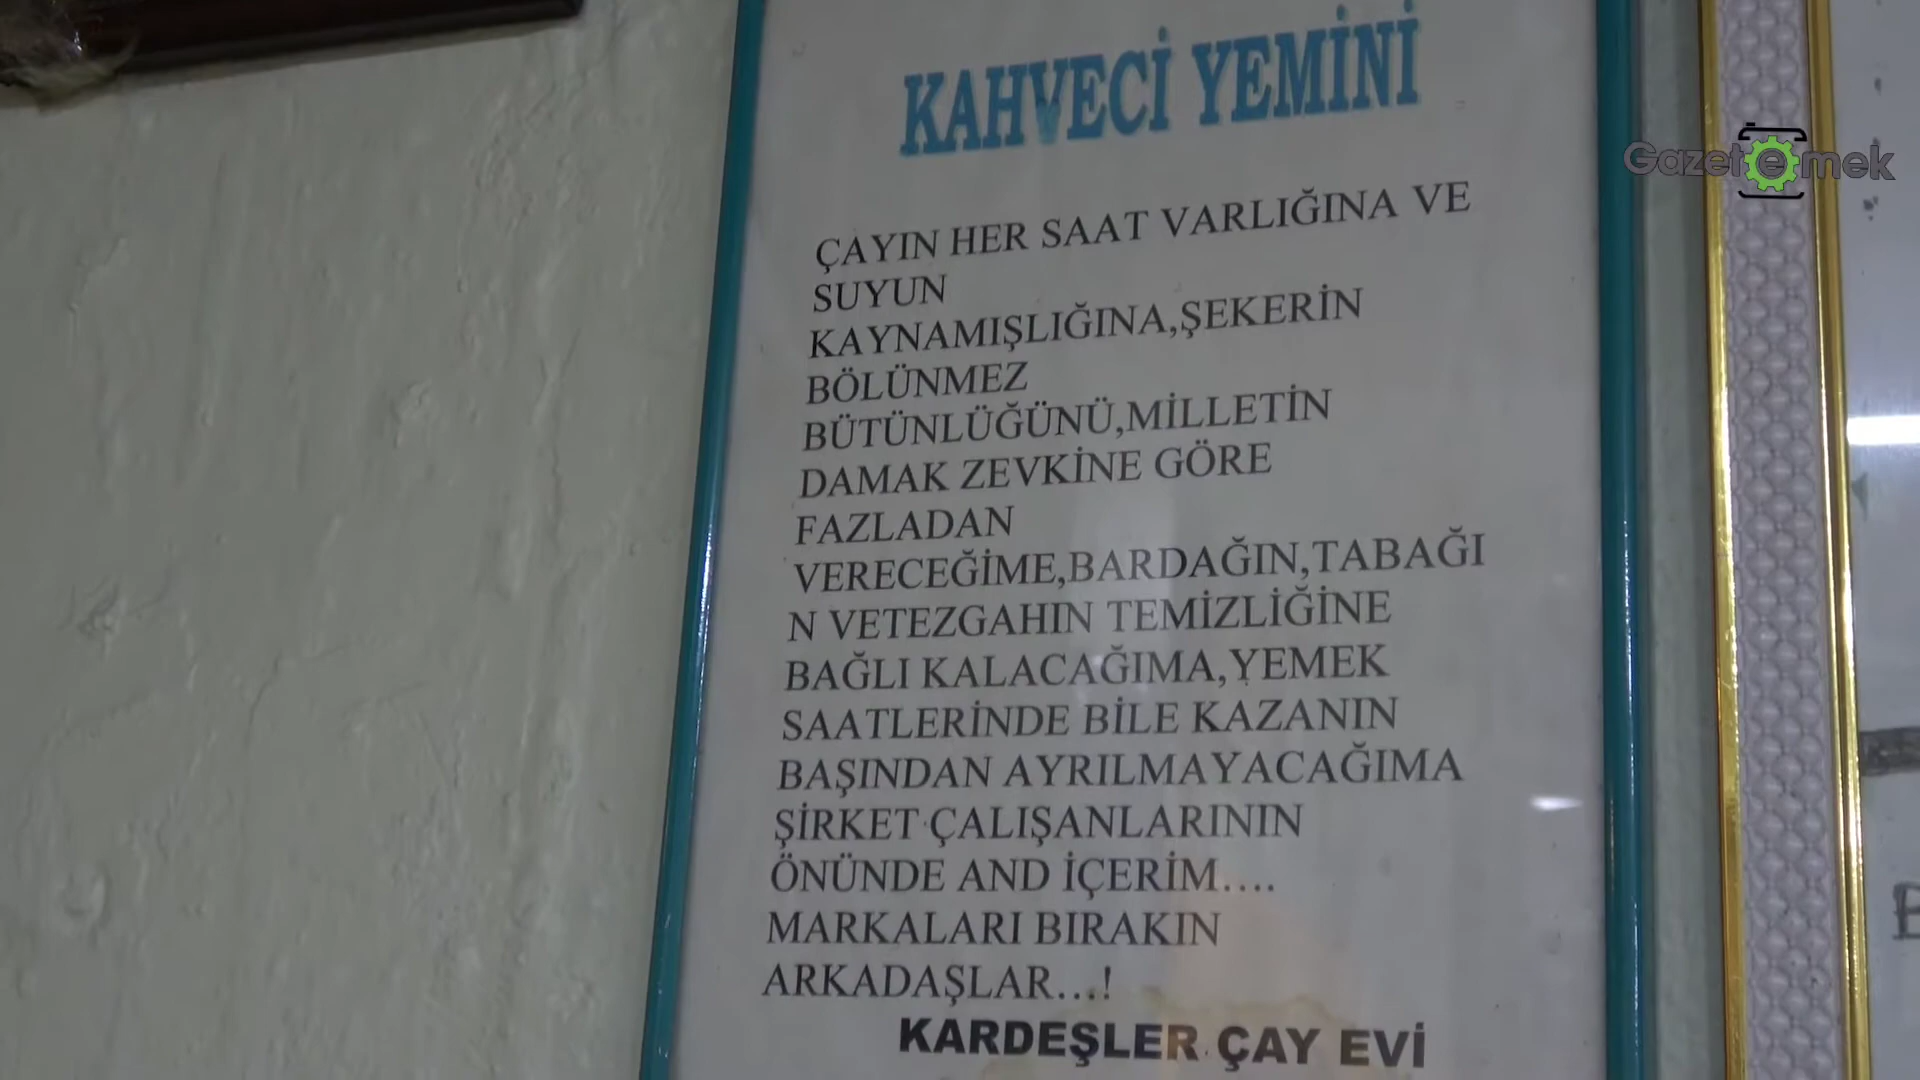 KAHVECİ YEMİNİ
Gazetemek
ÇAYIN HER SAAT VARLIĞINA VE
SUYUN
KAYNAMIŞLIĞINA,ŞEKERİN
BÖLÜNMEZ
BÜTÜNLÜĞÜNÜ,MİLLETİN
DAMAK ZEVKİNE GÖRE
FAZLADAN
VERECEĞİME,BARDAĞIN,TABAĞI
N VETEZGAHIN TEMİZLİĞİNE
BAĞLI KALACAĞIMA,YEMEK
SAATLERİNDE BİLE KAZANIN
BAŞINDAN AYRILMAYACAĞIMA
ŞİRKET ÇALIŞANLARININ
ÖNÜNDE AND İÇERİM....
MARKALARI BIRAKIN
ARKADAŞLAR...!
KARDEŞLER ÇAY EVİ